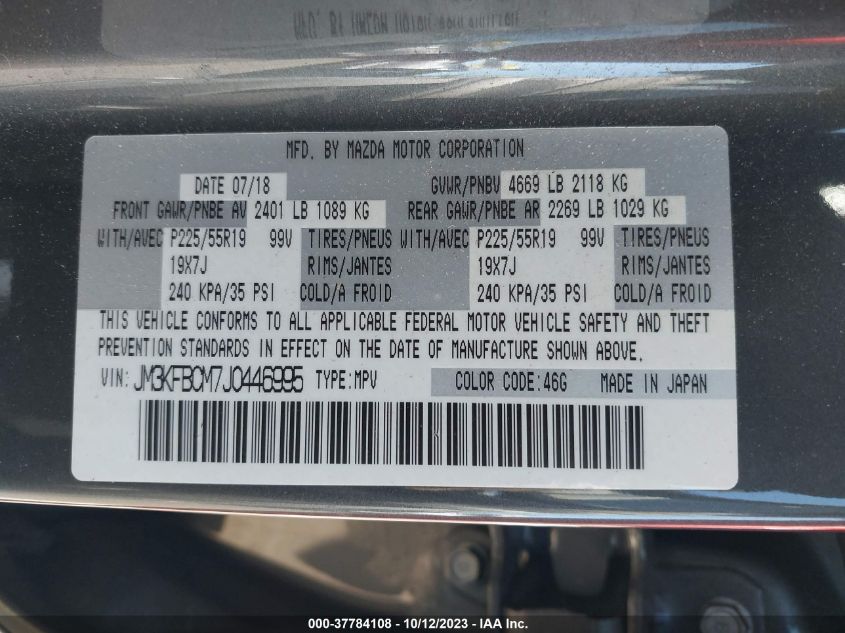 MFD. BY MAZDA MOTOR CORPORATION
DATE 07/18 GVWR/PNBV 4669 LB 2118 KG
FRONT GAWR/PNBE AV 2401 LB 1089 KG REAR GAWR/PNBE AR 2269 LB 1029 KG
WITH/AVEC P225/55R19 99V TIRES/PNEUS WITH/AVEC P225/55R19 99V TIRES/PNEUS
19X7J RIMS/JANTES 19X7J RIMS/JANTES
240 KPA/35 PSI COLD/A FROID 240 KPA/35 PSI COLD/A FROID
THIS VEHICLE CONFORMS TO ALL APPLICABLE FEDERAL MOTOR VEHICLE SAFETY AND THEFT
PREVENTION STANDARDS IN EFFECT ON THE DATE OF MANUFACTURE SHOWN ABOVE.
VIN: JM3KFBCM7J0446995 TYPE:MPV COLOR CODE:46G MADE IN JAPAN
000-37784108 - 10/12/2023 - IAAI.com